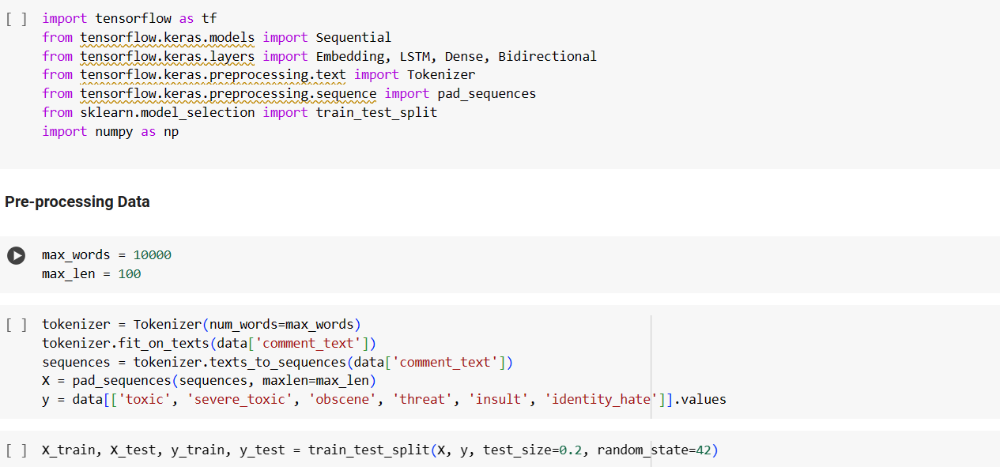 [ ] import tensorflow as tf
from tensorflow.keras.models import Sequential
from tensorflow.keras.layers import Embedding, LSTM, Dense, Bidirectional
from tensorflow.keras.preprocessing.text import Tokenizer
from tensorflow.keras.preprocessing.sequence import pad_sequences
from sklearn.model_selection import train_test_split
import numpy as np
Pre-processing Data
max_words = 10000
max_len = 100
[ ] tokenizer = Tokenizer(num_words=max_words)
tokenizer.fit_on_texts(data['comment_text'])
sequences = tokenizer.texts_to_sequences(data['comment_text'])
X = pad_sequences(sequences, maxlen=max_len)
y = data[['toxic', 'severe_toxic', 'obscene', 'threat', 'insult', 'identity_hate']].values
[ ] X_train, X_test, y_train, y_test = train_test_split(X, y, test_size=0.2, random_state=42)